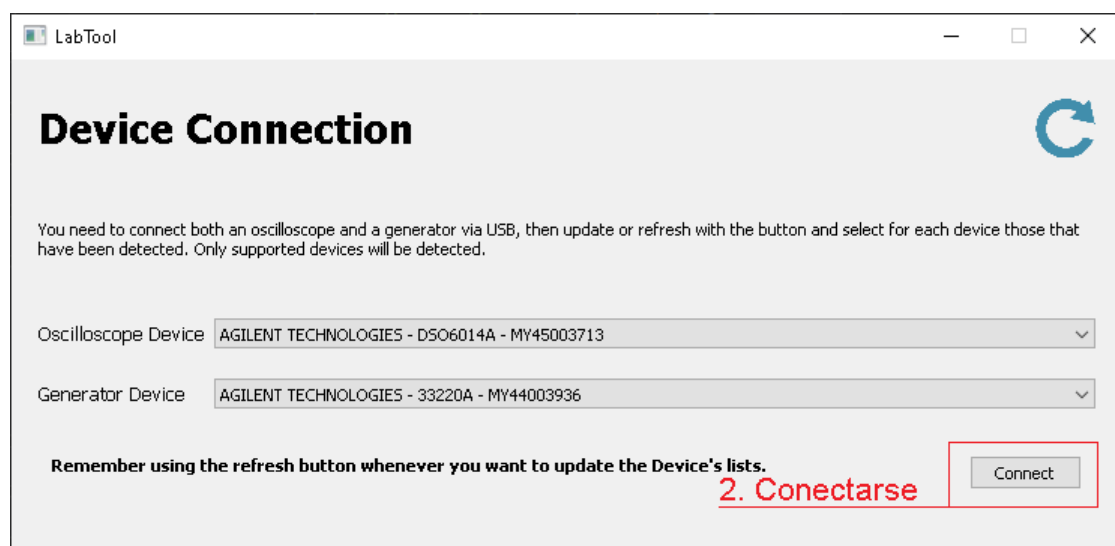 LabTool
Device Connection
You need to connect both an oscilloscope and a generator via USB, then update or refresh with the button and select for each device those that
have been detected. Only supported devices will be detected.
Oscilloscope Device AGILENT TECHNOLOGIES - DSO6014A - MY45003713
Generator Device AGILENT TECHNOLOGIES - 33220A - MY44003936
Remember using the refresh button whenever you want to update the Device's lists.
Connect
2. Conectarse